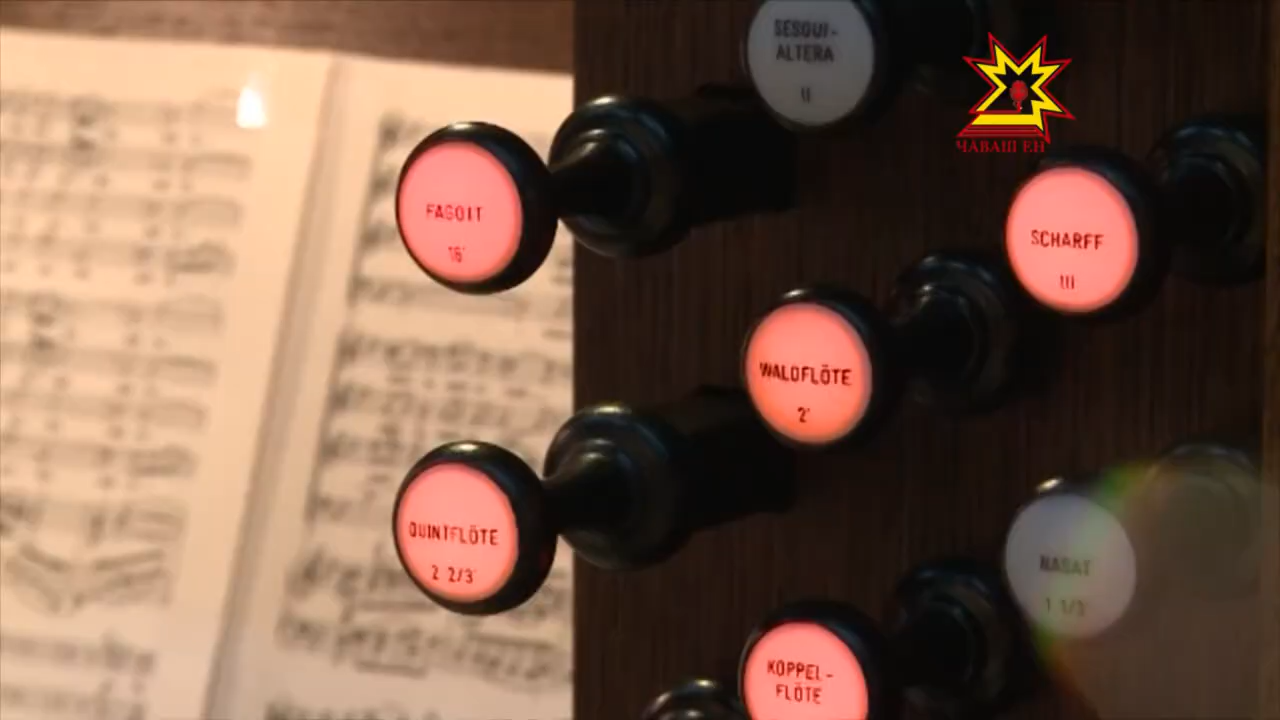 SESQUI-
ALTERA
II
ЧӐВАШ ЕН
FAGOTT
16'
SCHARFF
III
WALDFLÖTE
2'
QUINTFLÖTE
2 2/3'
NASAT
1 1/3'
KOPPEL-
FLÖTE